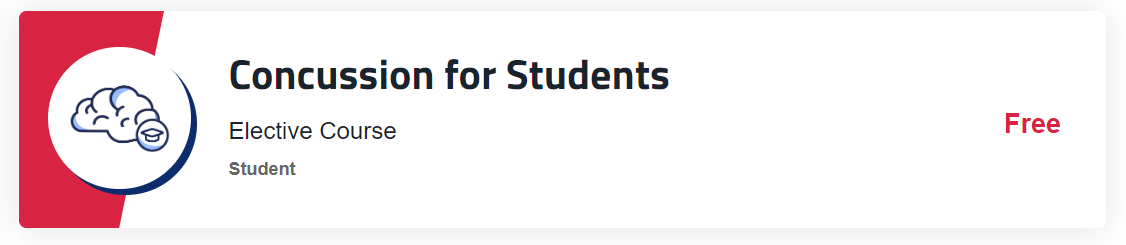 Concussion for Students
Elective Course
Free
Student